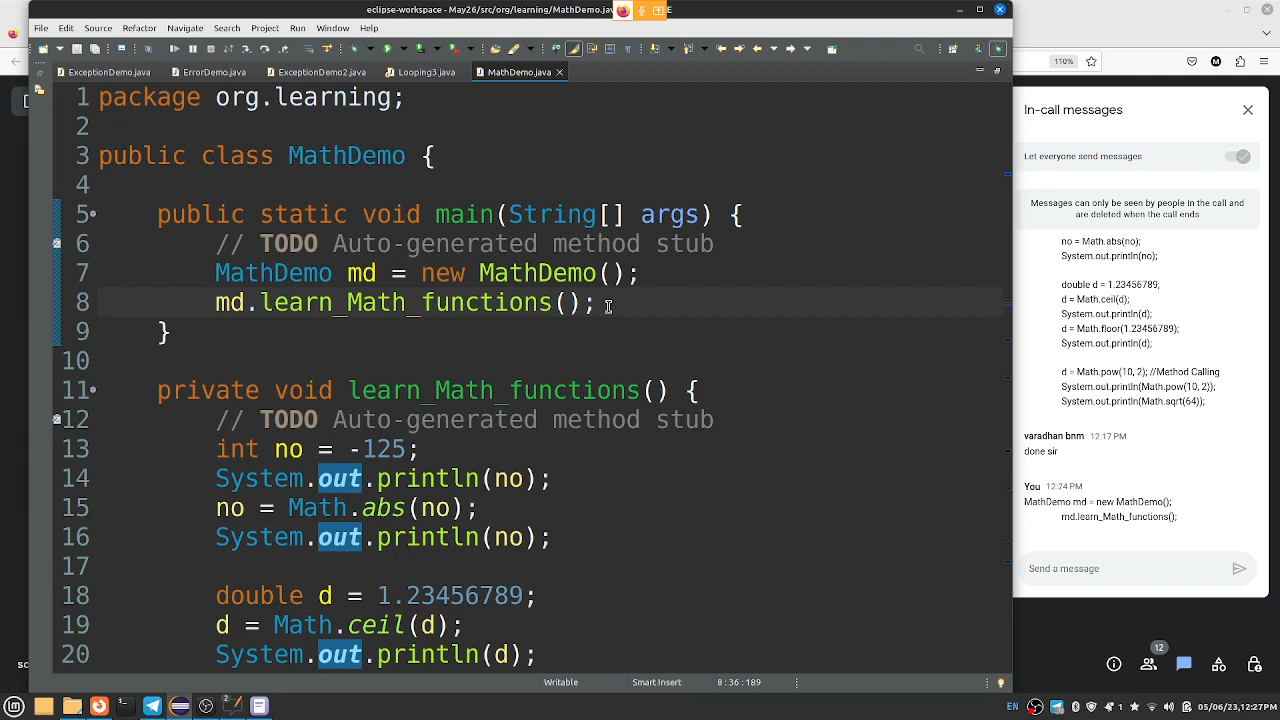 eclipse-workspace - May26/src/org/learning/MathDemo.jav
E
File Edit Source Refactor Navigate Search Project Run Window Help
110%
ExceptionDemo.java ErrorDemo.java ExceptionDemo2.java Looping3.java MathDemo.java
1 package org.learning;
2
3 public class MathDemo {
4
5 public static void main(String[] args) {
6 // TODO Auto-generated method stub
7 MathDemo md = new MathDemo();
8 md.learn_Math_functions();
9 }
10
11 private void learn_Math_functions() {
12 // TODO Auto-generated method stub
13 int no = -125;
14 System.out.println(no);
15 no = Math.abs(no);
16 System.out.println(no);
17
18 double d = 1.23456789;
19 d = Math.ceil(d);
20 System.out.println(d);
Writable Smart Insert 8:36:189
In-call messages
Let everyone send messages
Messages can only be seen by people in the call and
are deleted when the call ends
no = Math.abs(no);
System.out.println(no);
double d = 1.23456789;
d = Math.ceil(d);
System.out.println(d);
d = Math.floor(1.23456789);
System.out.println(d);
d = Math.pow(10, 2); //Method Calling
System.out.println(Math.pow(10, 2));
System.out.println(Math.sqrt(64));
varadhan bnm 12:17 PM
done sir
You 12:24 PM
MathDemo md = new MathDemo();
md.learn_Math_functions();
Send a message
12
EN 1 05/06/23,12:27PM